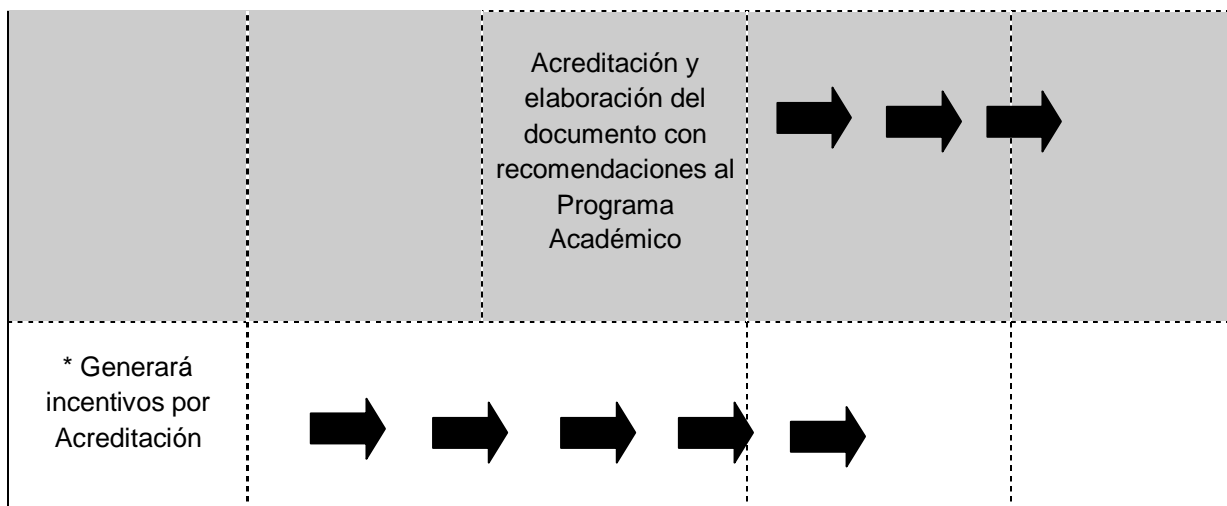 Acreditación y
elaboración del
documento con
recomendaciones al
Programa
Académico
* Generará
incentivos por
Acreditación